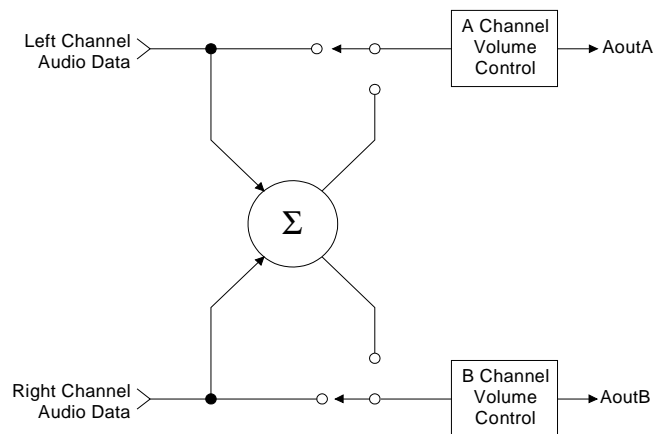 Left Channel
Audio Data
A Channel
Volume
Control
AoutA
Σ
Right Channel
Audio Data
B Channel
Volume
Control
AoutB